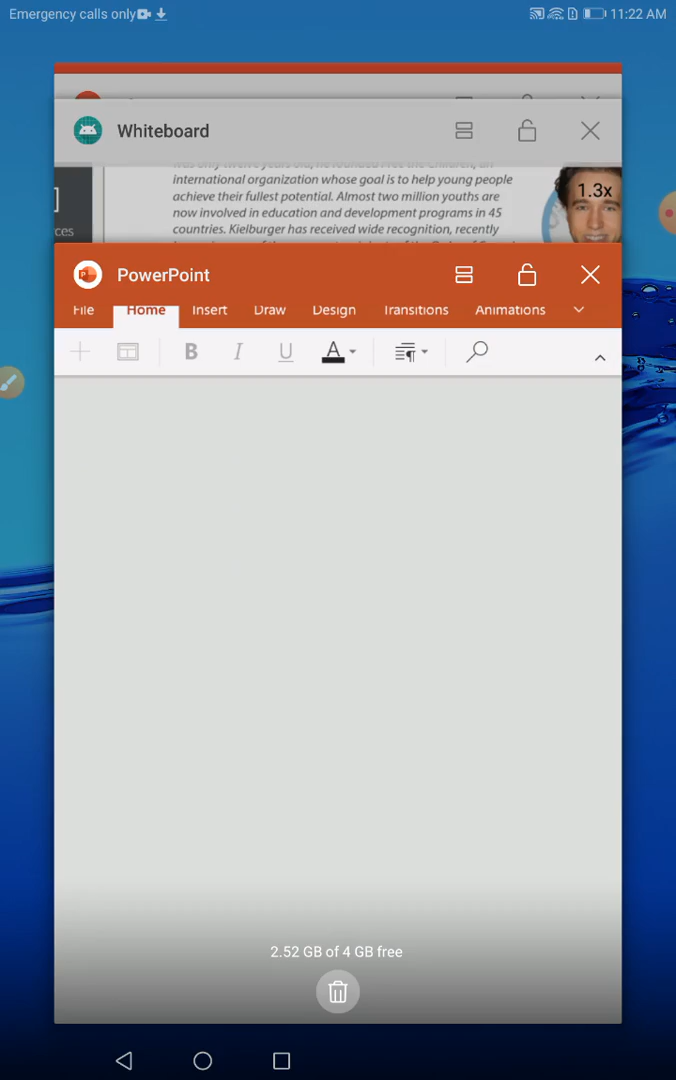 Emergency calls only
11:22 AM
Whiteboard
international organization whose goal is to help young people
achieve their fullest potential. Almost two million youths are
now involved in education and development programs in 45
countries. Kielburger has received wide recognition, recently
1.3x
PowerPoint
File Home Insert Draw Design Transitions Animations
B I U A
2.52 GB of 4 GB free